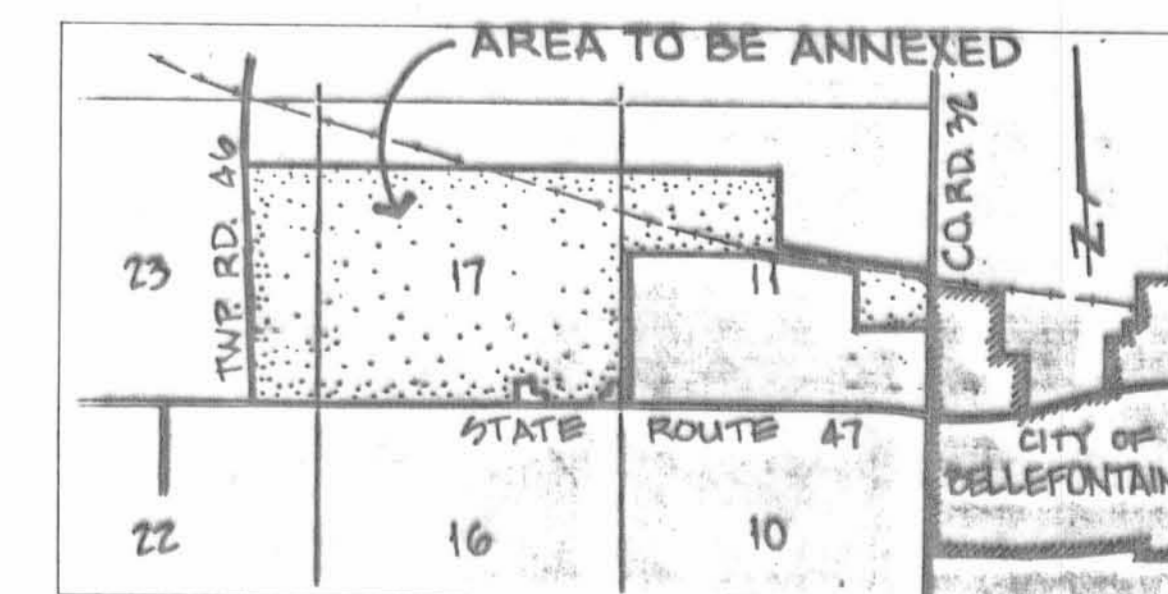 AREA TO BE ANNEXED
TWP. RD. 46
CO. RD. 32
N
23
17
11
STATE ROUTE 47
CITY OF
BELLEFONTAIN
22
16
10